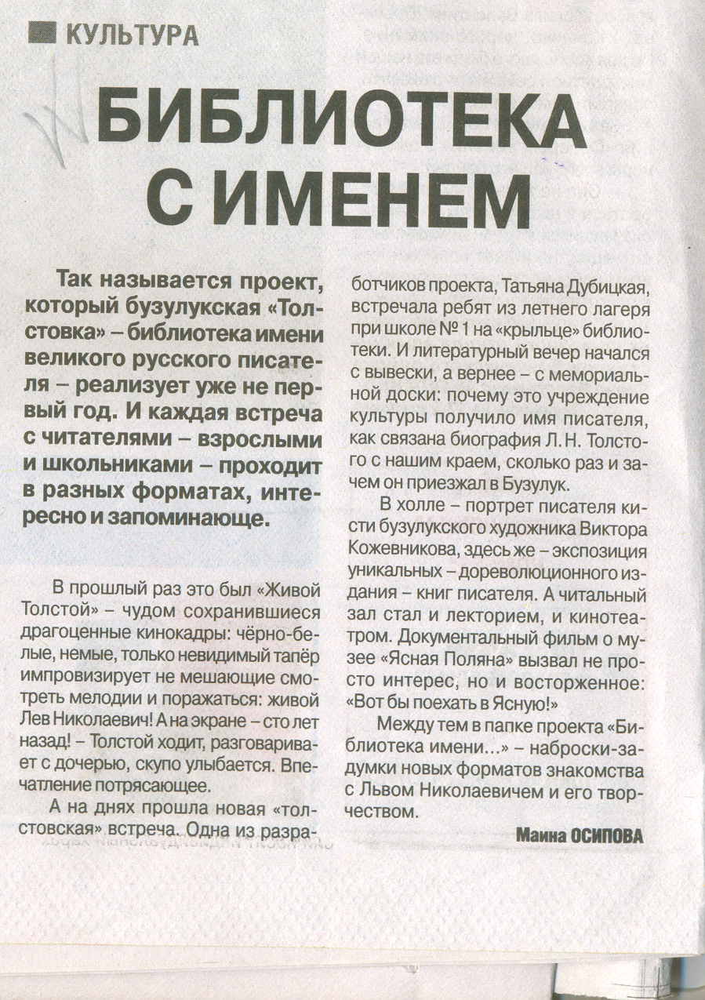 КУЛЬТУРА
БИБЛИОТЕКА
С ИМЕНЕМ
Так называется проект,
который бузулукская «Тол-
стовка» – библиотека имени
великого русского писате-
ля – реализует уже не пер-
вый год. И каждая встреча
с читателями – взрослыми
и школьниками – проходит
в разных форматах, инте-
ресно и запоминающе.
В прошлый раз это был «Живой
Толстой» – чудом сохранившиеся
драгоценные кинокадры: чёрно-бе-
лые, немые, только невидимый тапёр
импровизирует не мешающие смо-
треть мелодии и поражаться: живой
Лев Николаевич! А на экране – сто лет
назад! – Толстой ходит, разговарива-
ет с дочерью, скупо улыбается. Впе-
чатление потрясающее.
А на днях прошла новая «тол-
стовская» встреча. Одна из разра-
ботчиков проекта, Татьяна Дубицкая,
встречала ребят из летнего лагеря
при школе № 1 на «крыльце» библио-
теки. И литературный вечер начался
с вывески, а вернее – с мемориаль-
ной доски: почему это учреждение
культуры получило имя писателя,
как связана биография Л. Н. Толсто-
го с нашим краем, сколько раз и за-
чем он приезжал в Бузулук.
В холле – портрет писателя ки-
сти бузулукского художника Виктора
Кожевникова, здесь же – экспозиция
уникальных – дореволюционного из-
дания – книг писателя. А читальный
зал стал и лекторием, и кинотеа-
тром. Документальный фильм о му-
зее «Ясная Поляна» вызвал не про-
сто интерес, но и восторженное:
«Вот бы поехать в Ясную!»
Между тем в папке проекта «Би-
блиотека имени...» – наброски-за-
думки новых форматов знакомства
с Львом Николаевичем и его твор-
чеством.
Маина ОСИПОВА